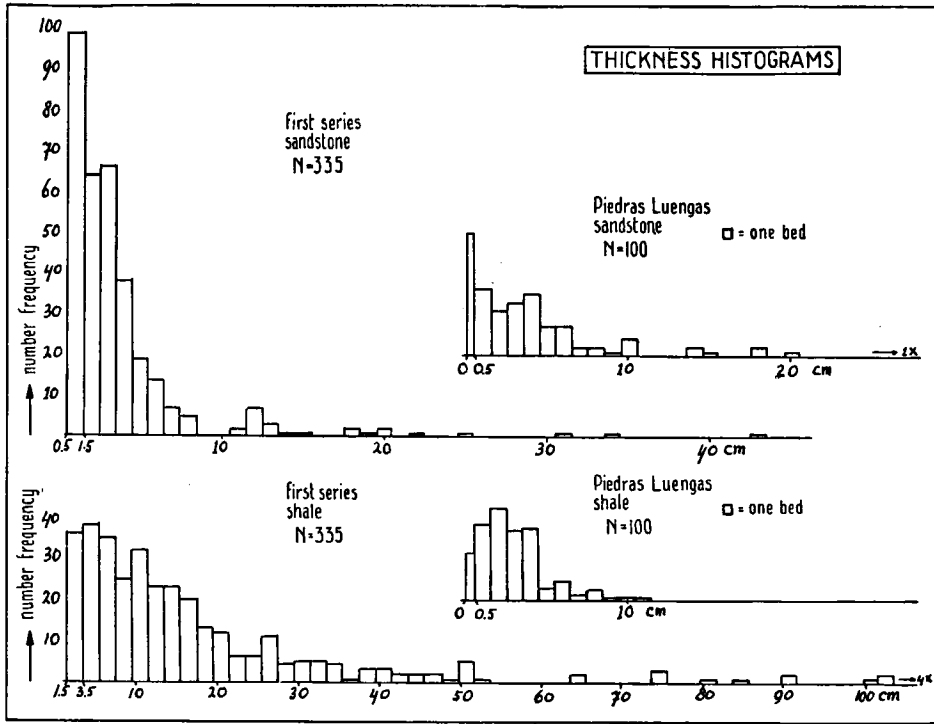 THICKNESS HISTOGRAMS
100
90
80
70
60
50
40
30
20
10
number frequency
First series
sandstone
N=335
0.5 1.5 10 20 30 40 cm
Piedras Luengas
sandstone
N=100
= one bed
0 0.5 10 20 cm
40
30
20
10
number frequency
First series
shale
N=335
1.5 3.5 10 20 30 40 50 60 70 80 90 100 cm 4x
Piedras Luengas
shale
N=100
= one bed
0 0.5 10 cm